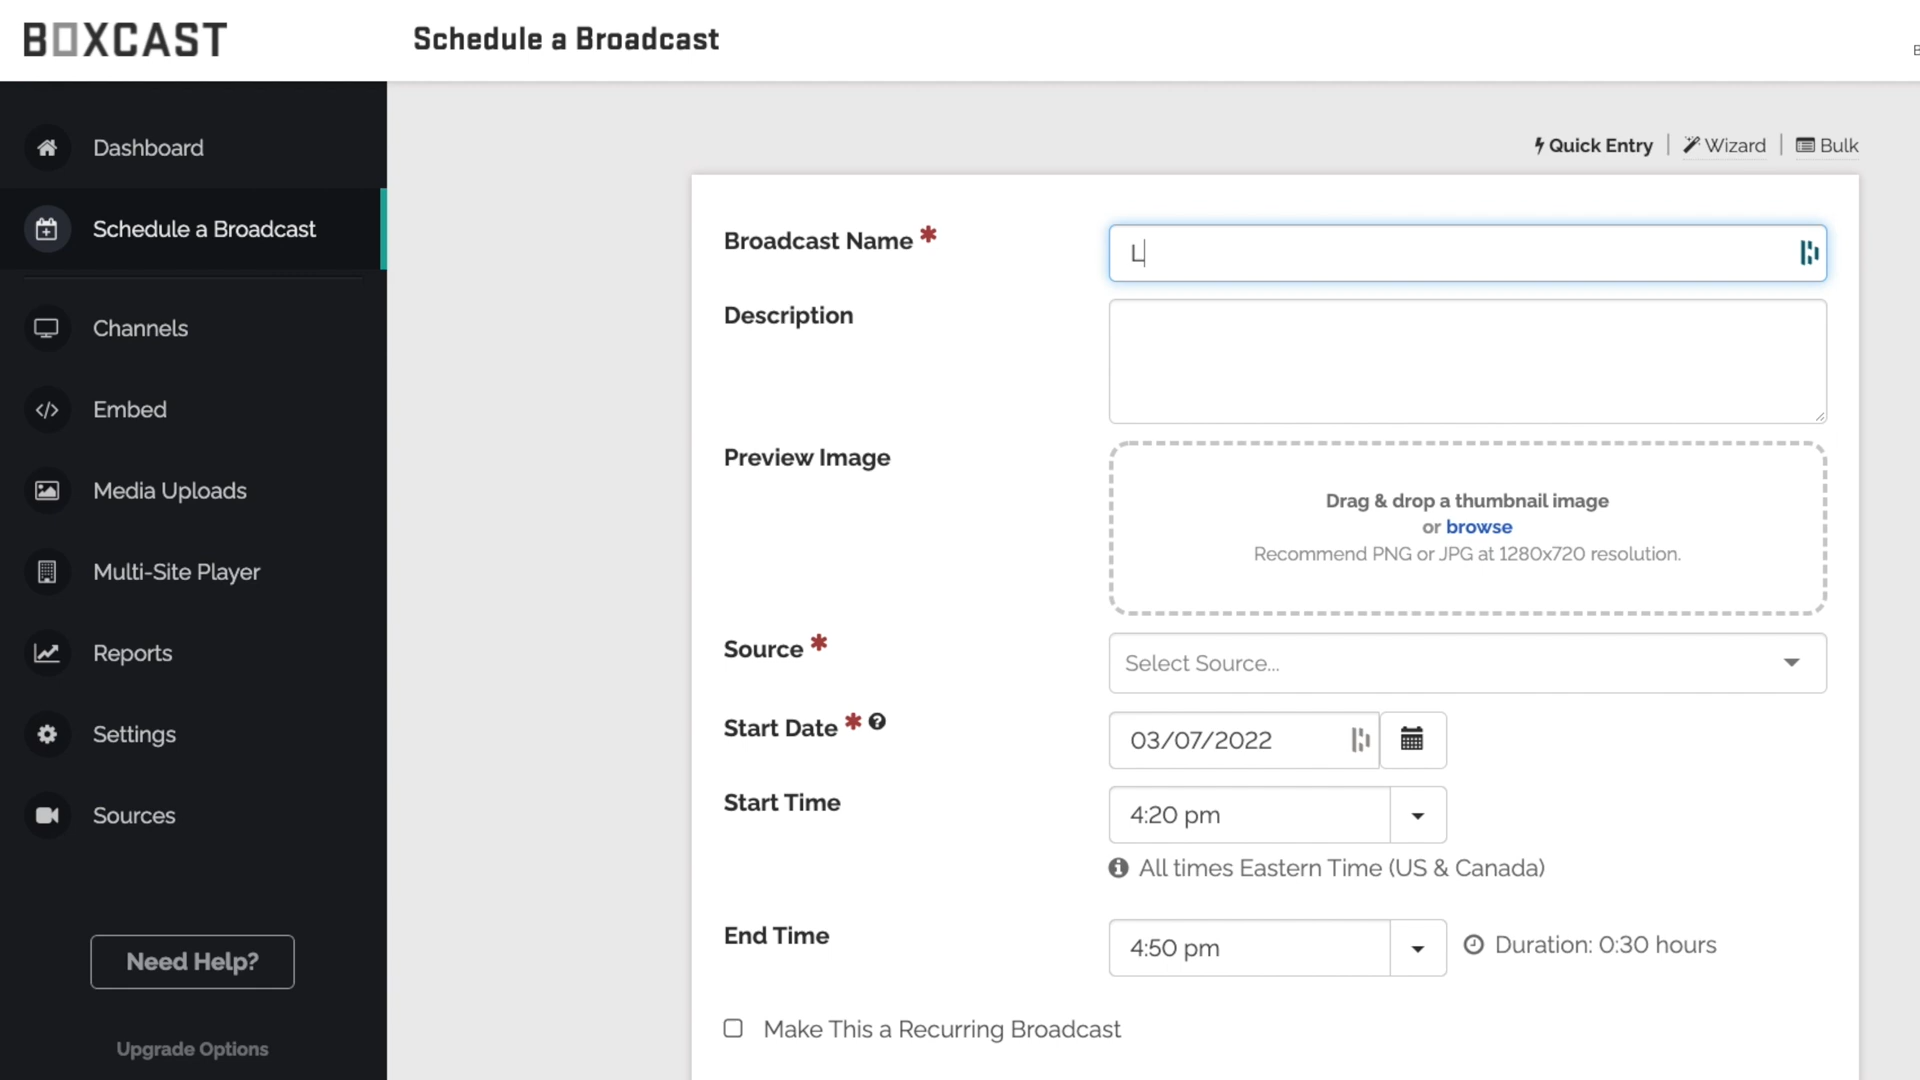 BOXCAST
Schedule a Broadcast
Dashboard
Schedule a Broadcast
Channels
Embed
Media Uploads
Multi-Site Player
Reports
Settings
Sources
Need Help?
Upgrade Options
Quick Entry | Wizard | Bulk
Broadcast Name *
L
Description
Preview Image
Drag & drop a thumbnail image
or browse
Recommend PNG or JPG at 1280x720 resolution.
Source *
Select Source...
Start Date *
03/07/2022
Start Time
4:20 pm
All times Eastern Time (US & Canada)
End Time
4:50 pm
Duration: 0:30 hours
Make This a Recurring Broadcast